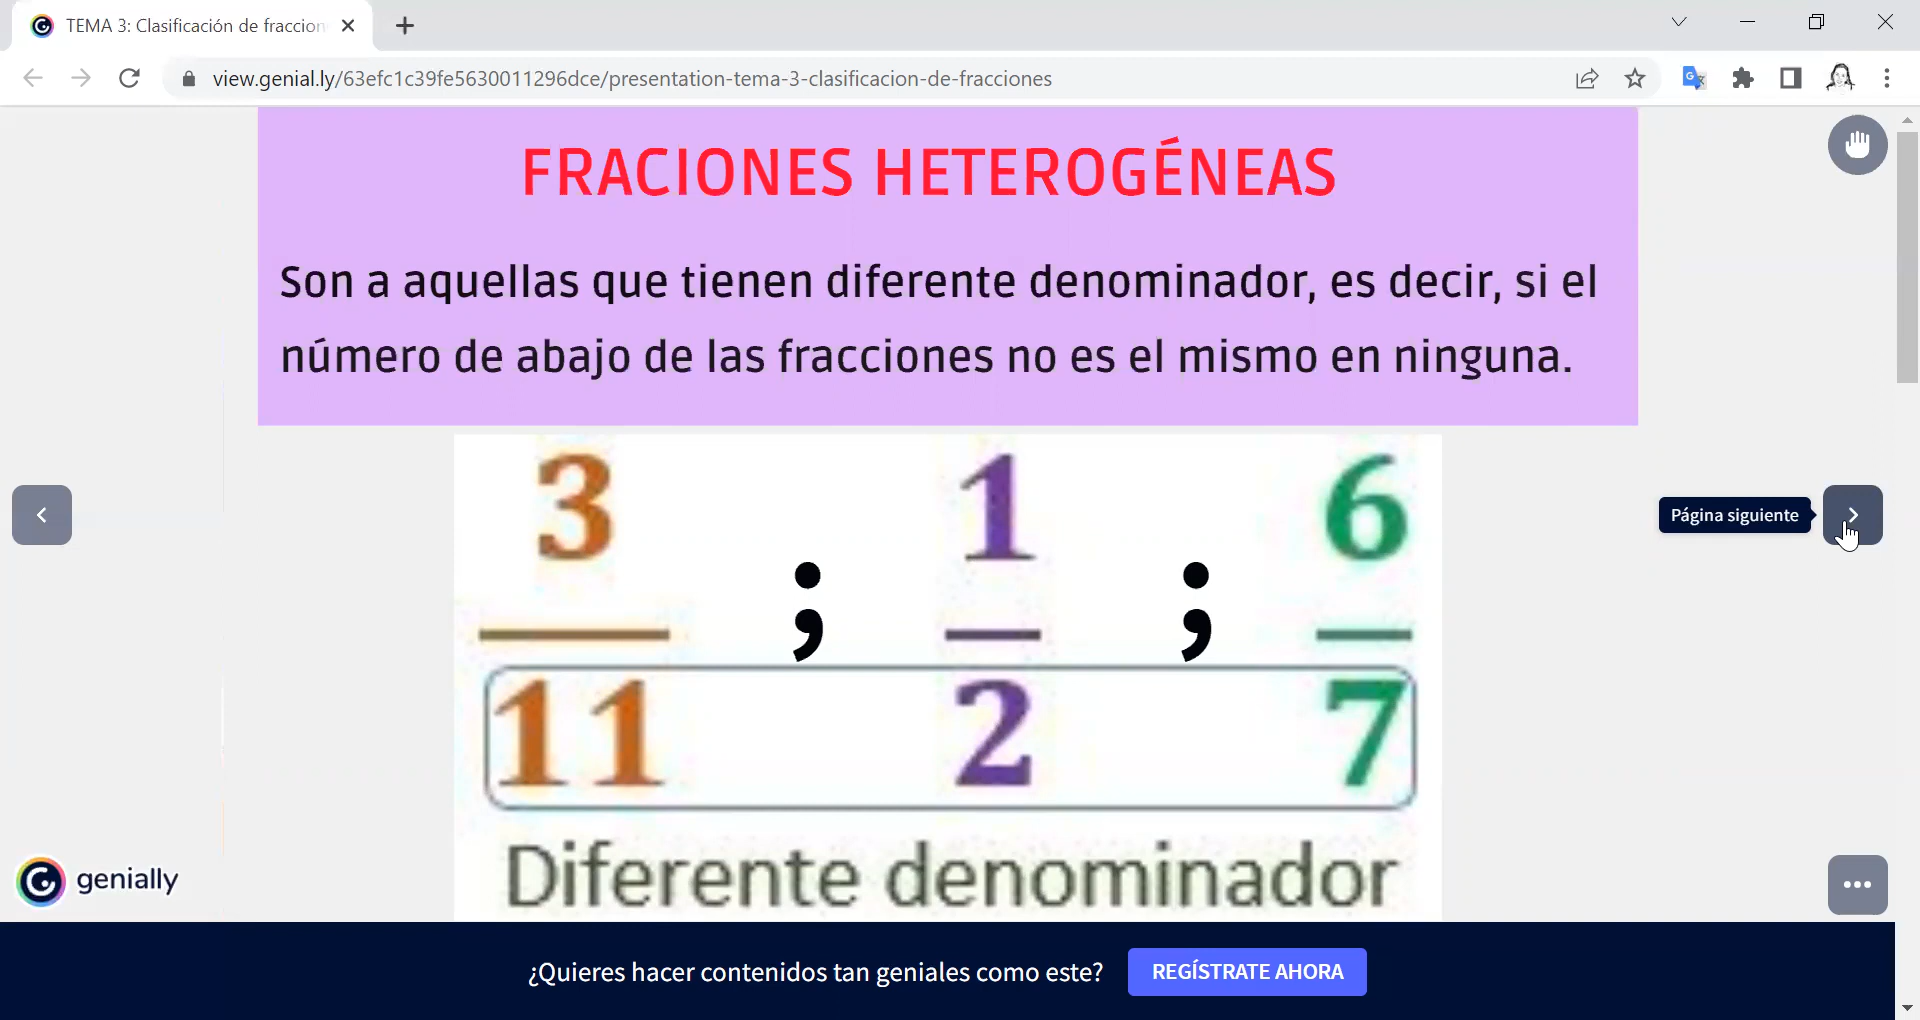 TEMA 3: Clasificación de fraccion
view.genial.ly/63efc1c39fe5630011296dce/presentation-tema-3-clasificacion-de-fracciones
FRACIONES HETEROGÉNEAS
Son a aquellas que tienen diferente denominador, es decir, si el
número de abajo de las fracciones no es el mismo en ninguna.
3 ; 1 ; 6
11 2 7
Página siguiente
Diferente denominador
genially
¿Quieres hacer contenidos tan geniales como este? REGÍSTRATE AHORA